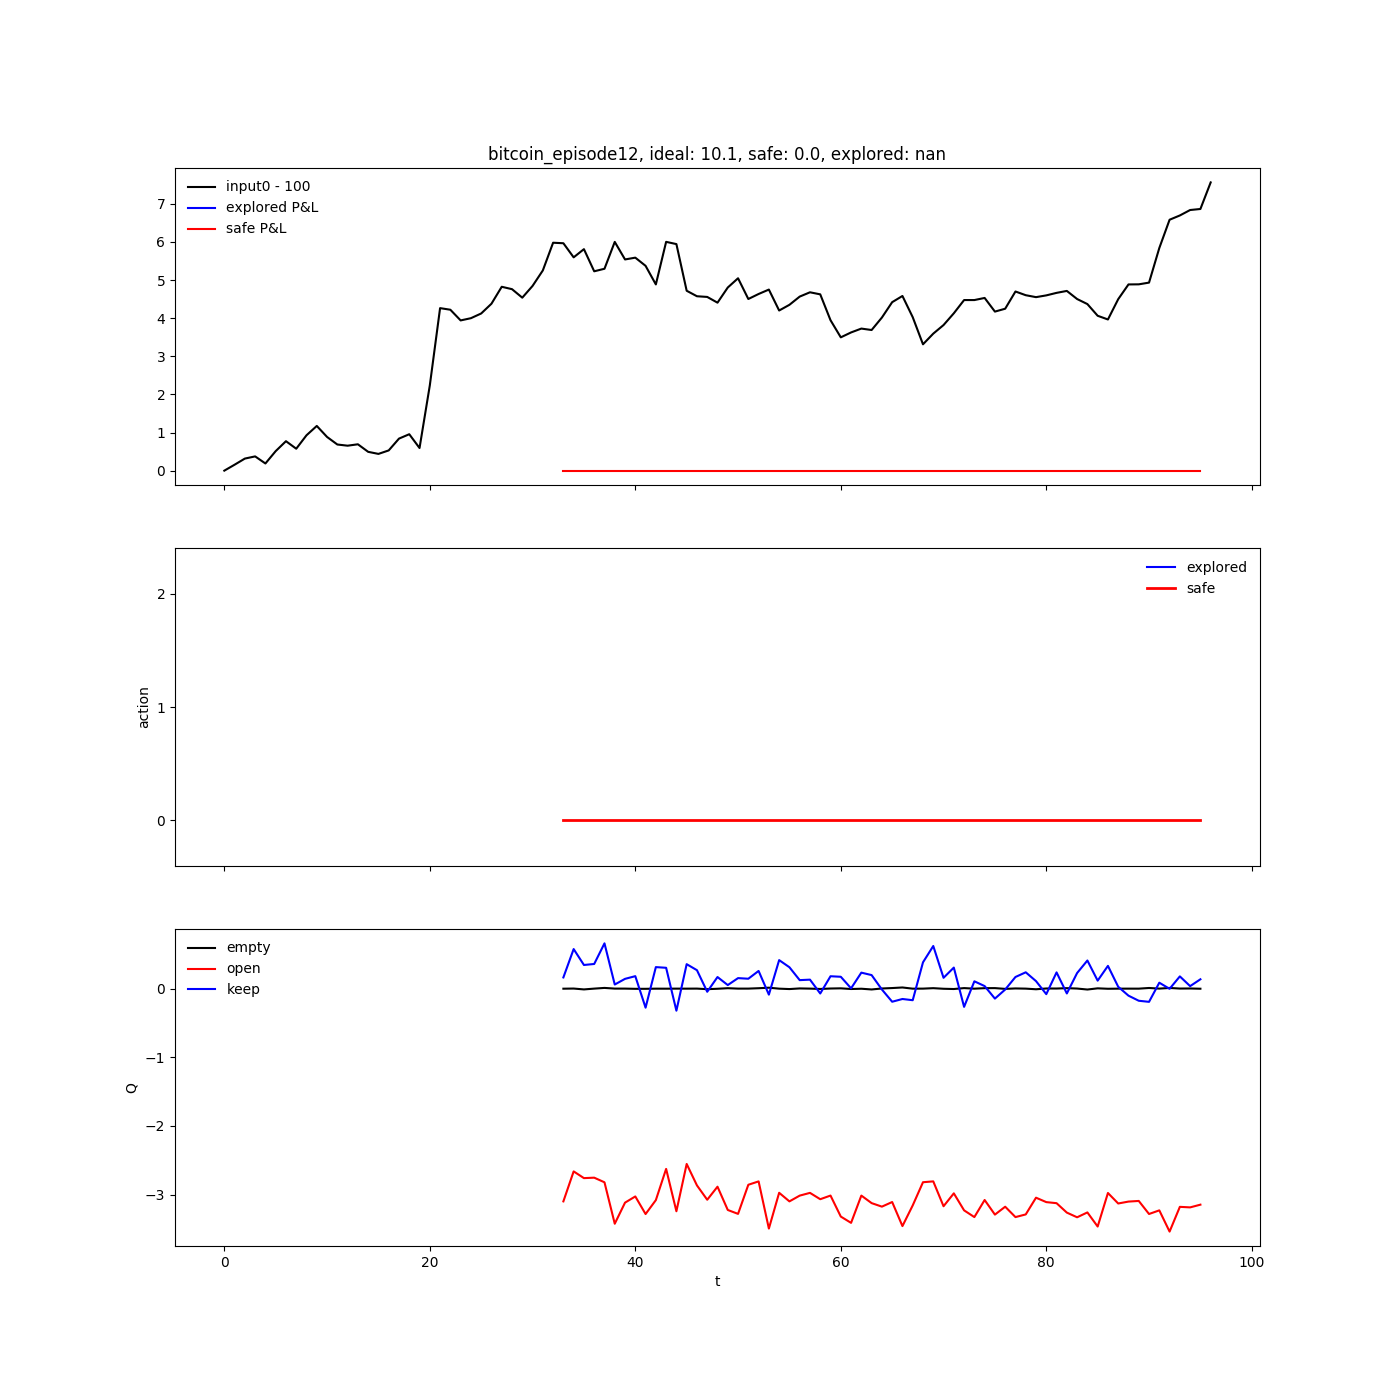 bitcoin_episode12, ideal: 10.1, safe: 0.0, explored: nan
input0 - 100
explored P&L
safe P&L
7
6
5
4
3
2
1
0
explored
safe
action
2
1
0
empty
open
keep
Q
0
−1
−2
−3
0 20 40 60 80 100
t